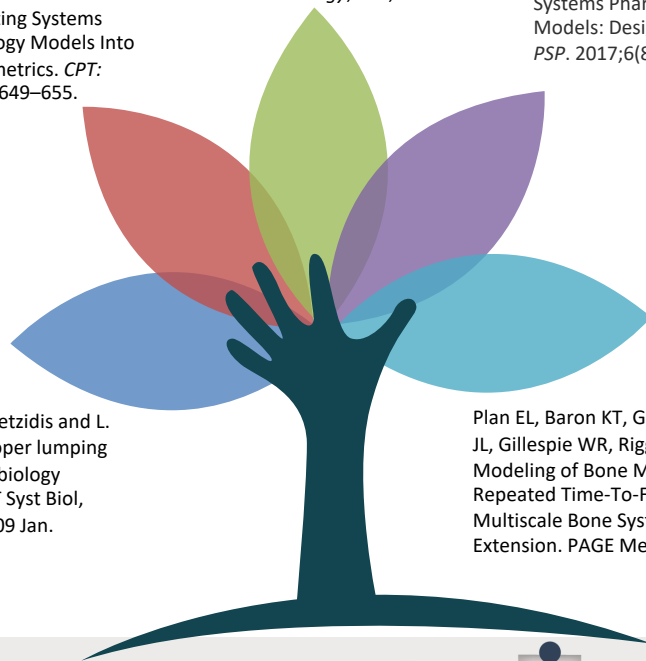 ting Systems
ogy Models Into
metrics. CPT:
649–655.
Systems Phar
Models: Desi
PSP. 2017;6(8
etzidis and L.
oper lumping
biology
Syst Biol,
09 Jan.
Plan EL, Baron KT, G
JL, Gillespie WR, Rigg
Modeling of Bone M
Repeated Time-To-F
Multiscale Bone Syst
Extension. PAGE Me